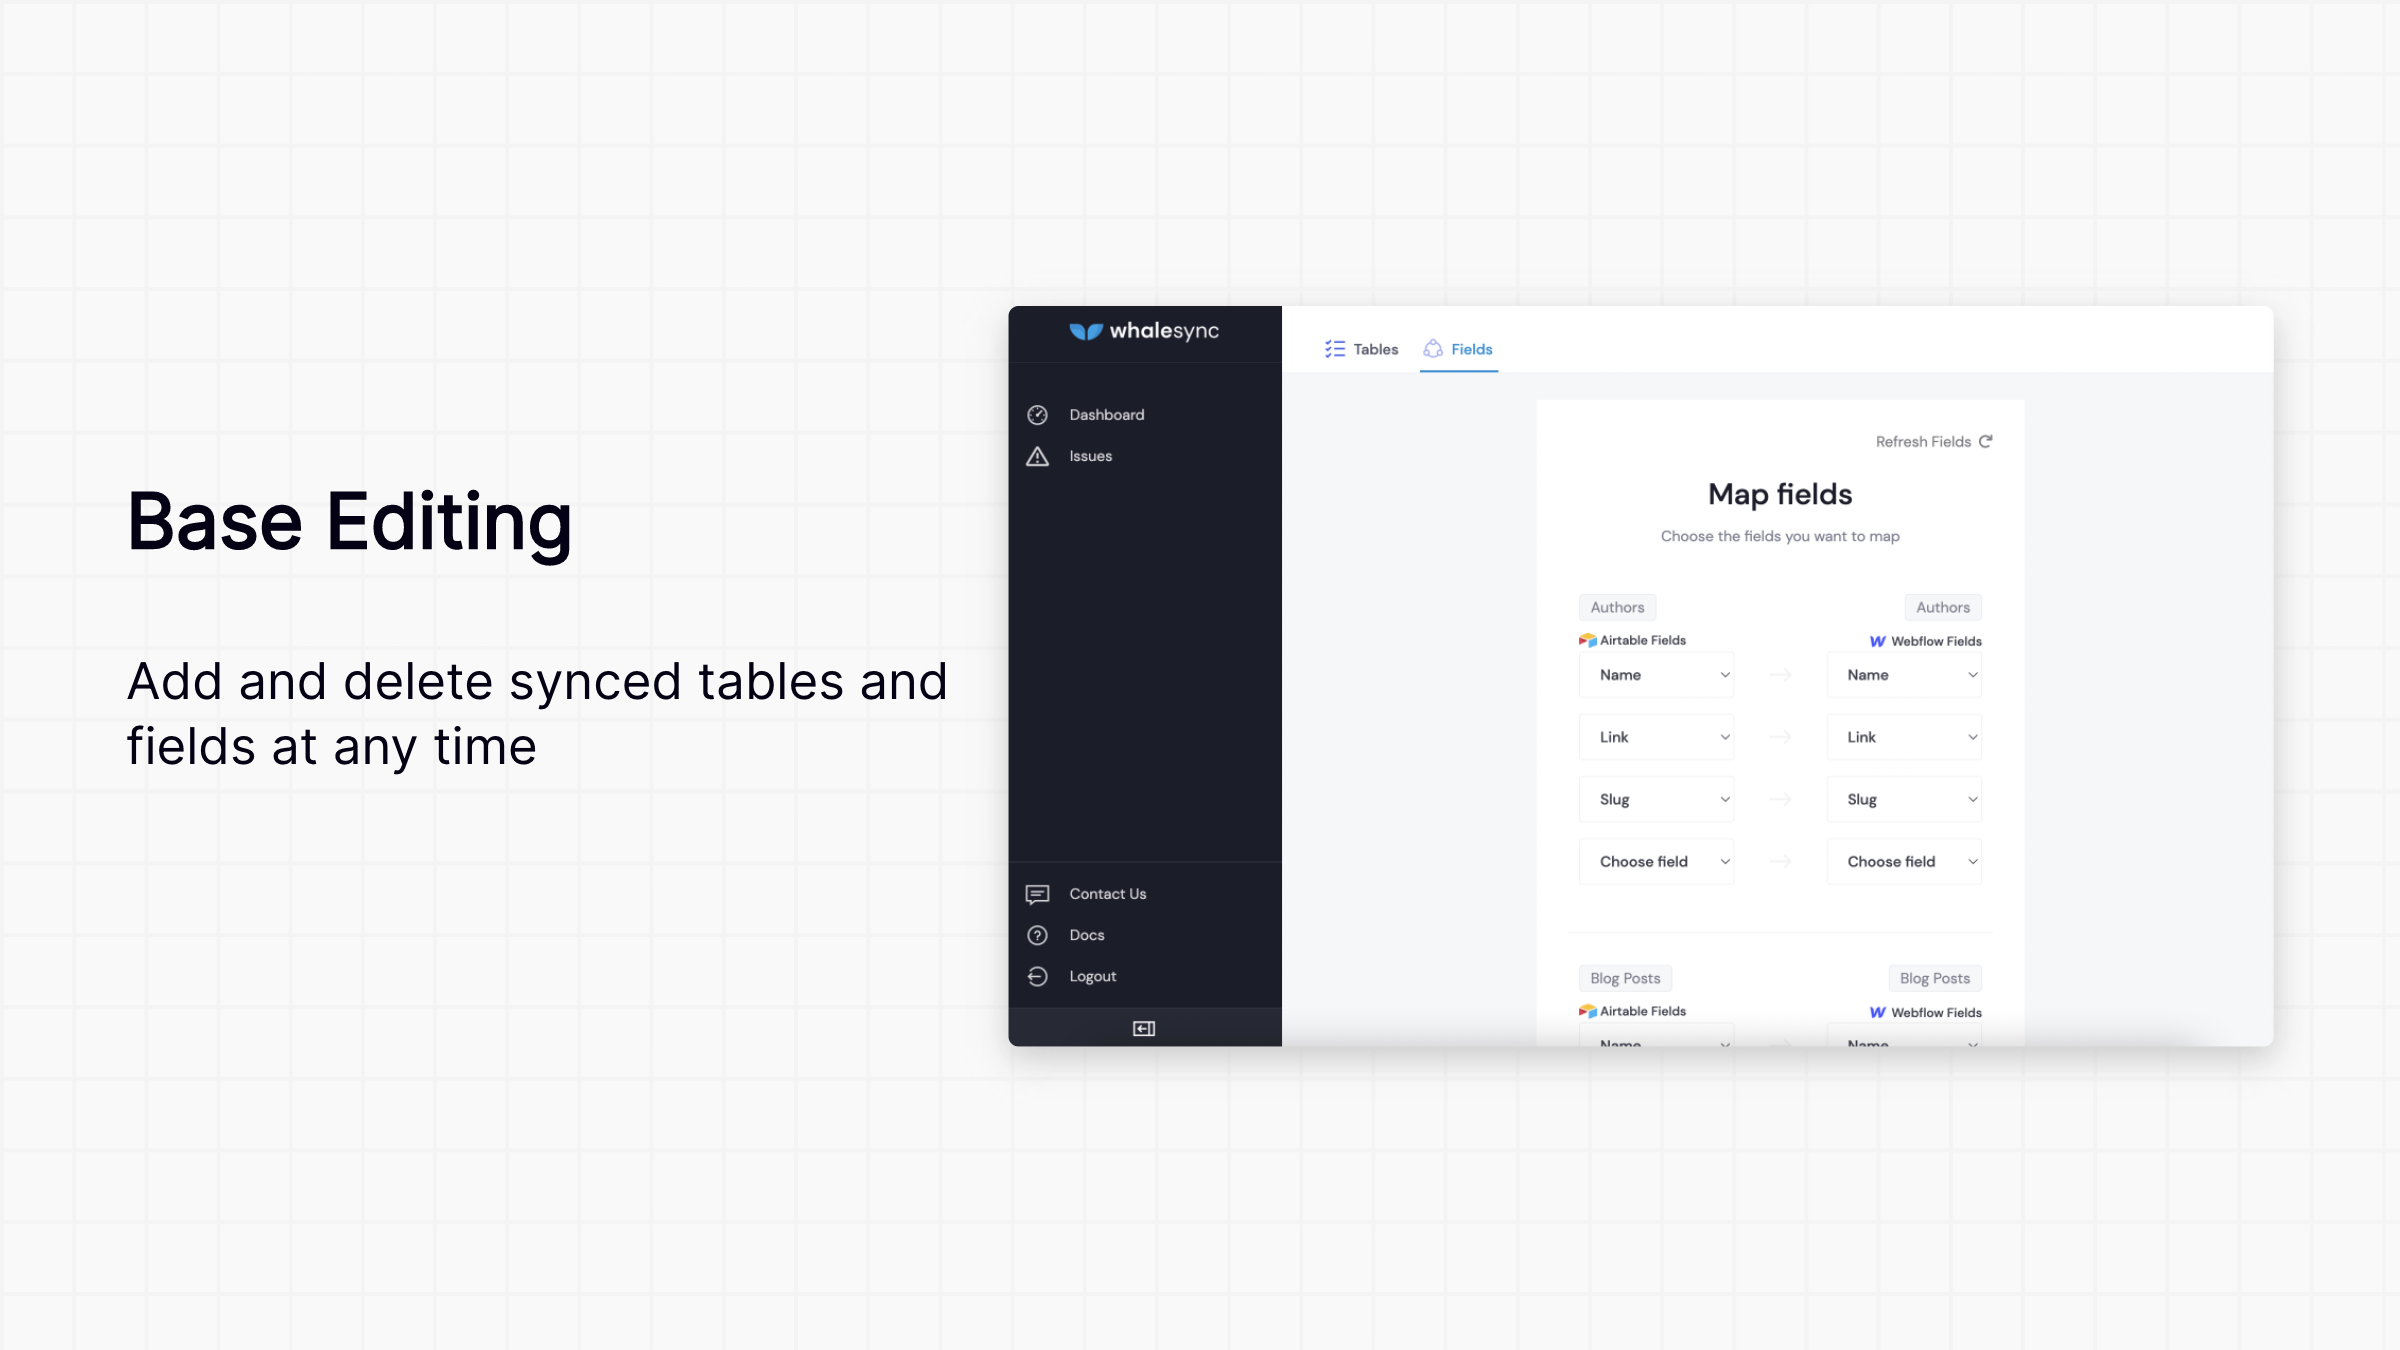 Base Editing
Add and delete synced tables and
fields at any time
whalesync
Dashboard
Issues
Contact Us
Docs
Logout
Tables
Fields
Refresh Fields
Map fields
Choose the fields you want to map
Authors
Authors
Airtable Fields
Webflow Fields
Name
Name
Link
Link
Slug
Slug
Choose field
Choose field
Blog Posts
Blog Posts
Airtable Fields
Webflow Fields
Name
Name